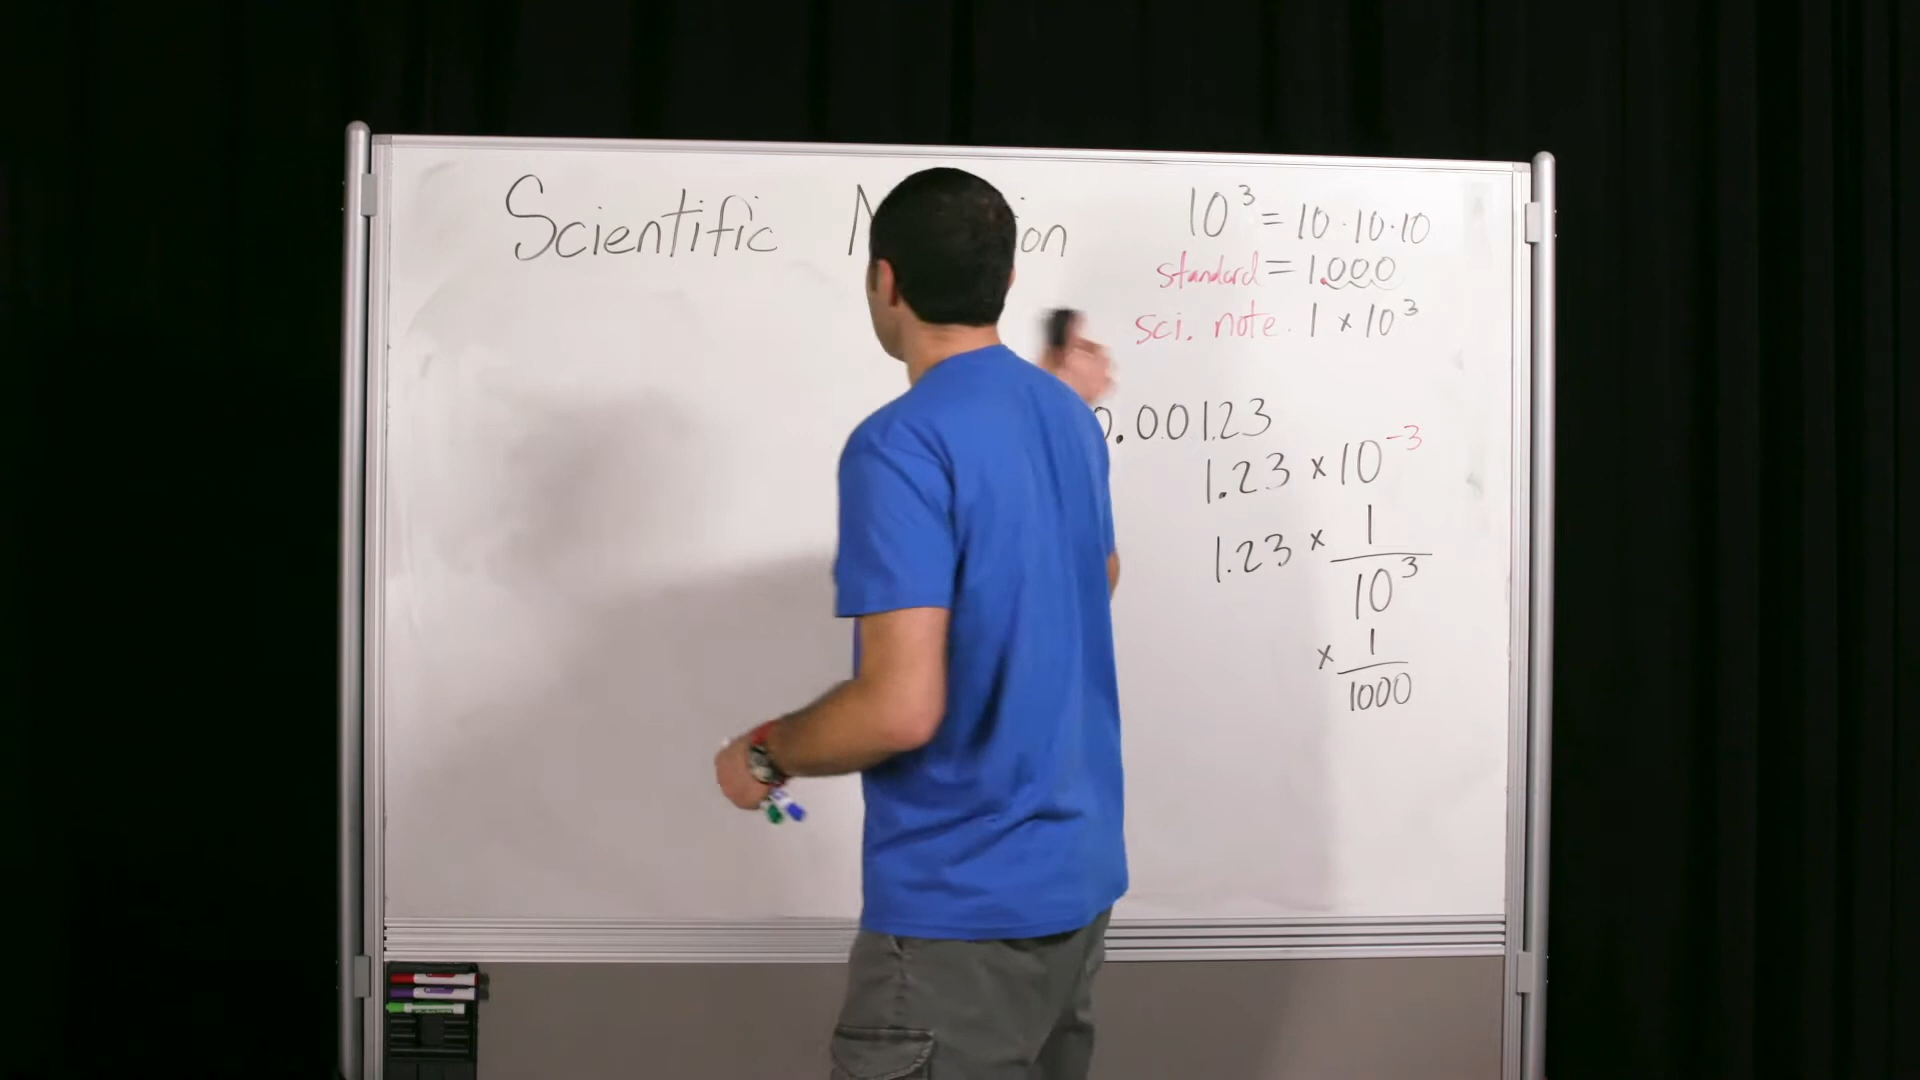 Scientific
10³ = 10 · 10 · 10
standard = 1.000
sci. note. 1 × 10³
0.00123
1.23 × 10⁻³
1.23 × 1/10³
× 1/1000